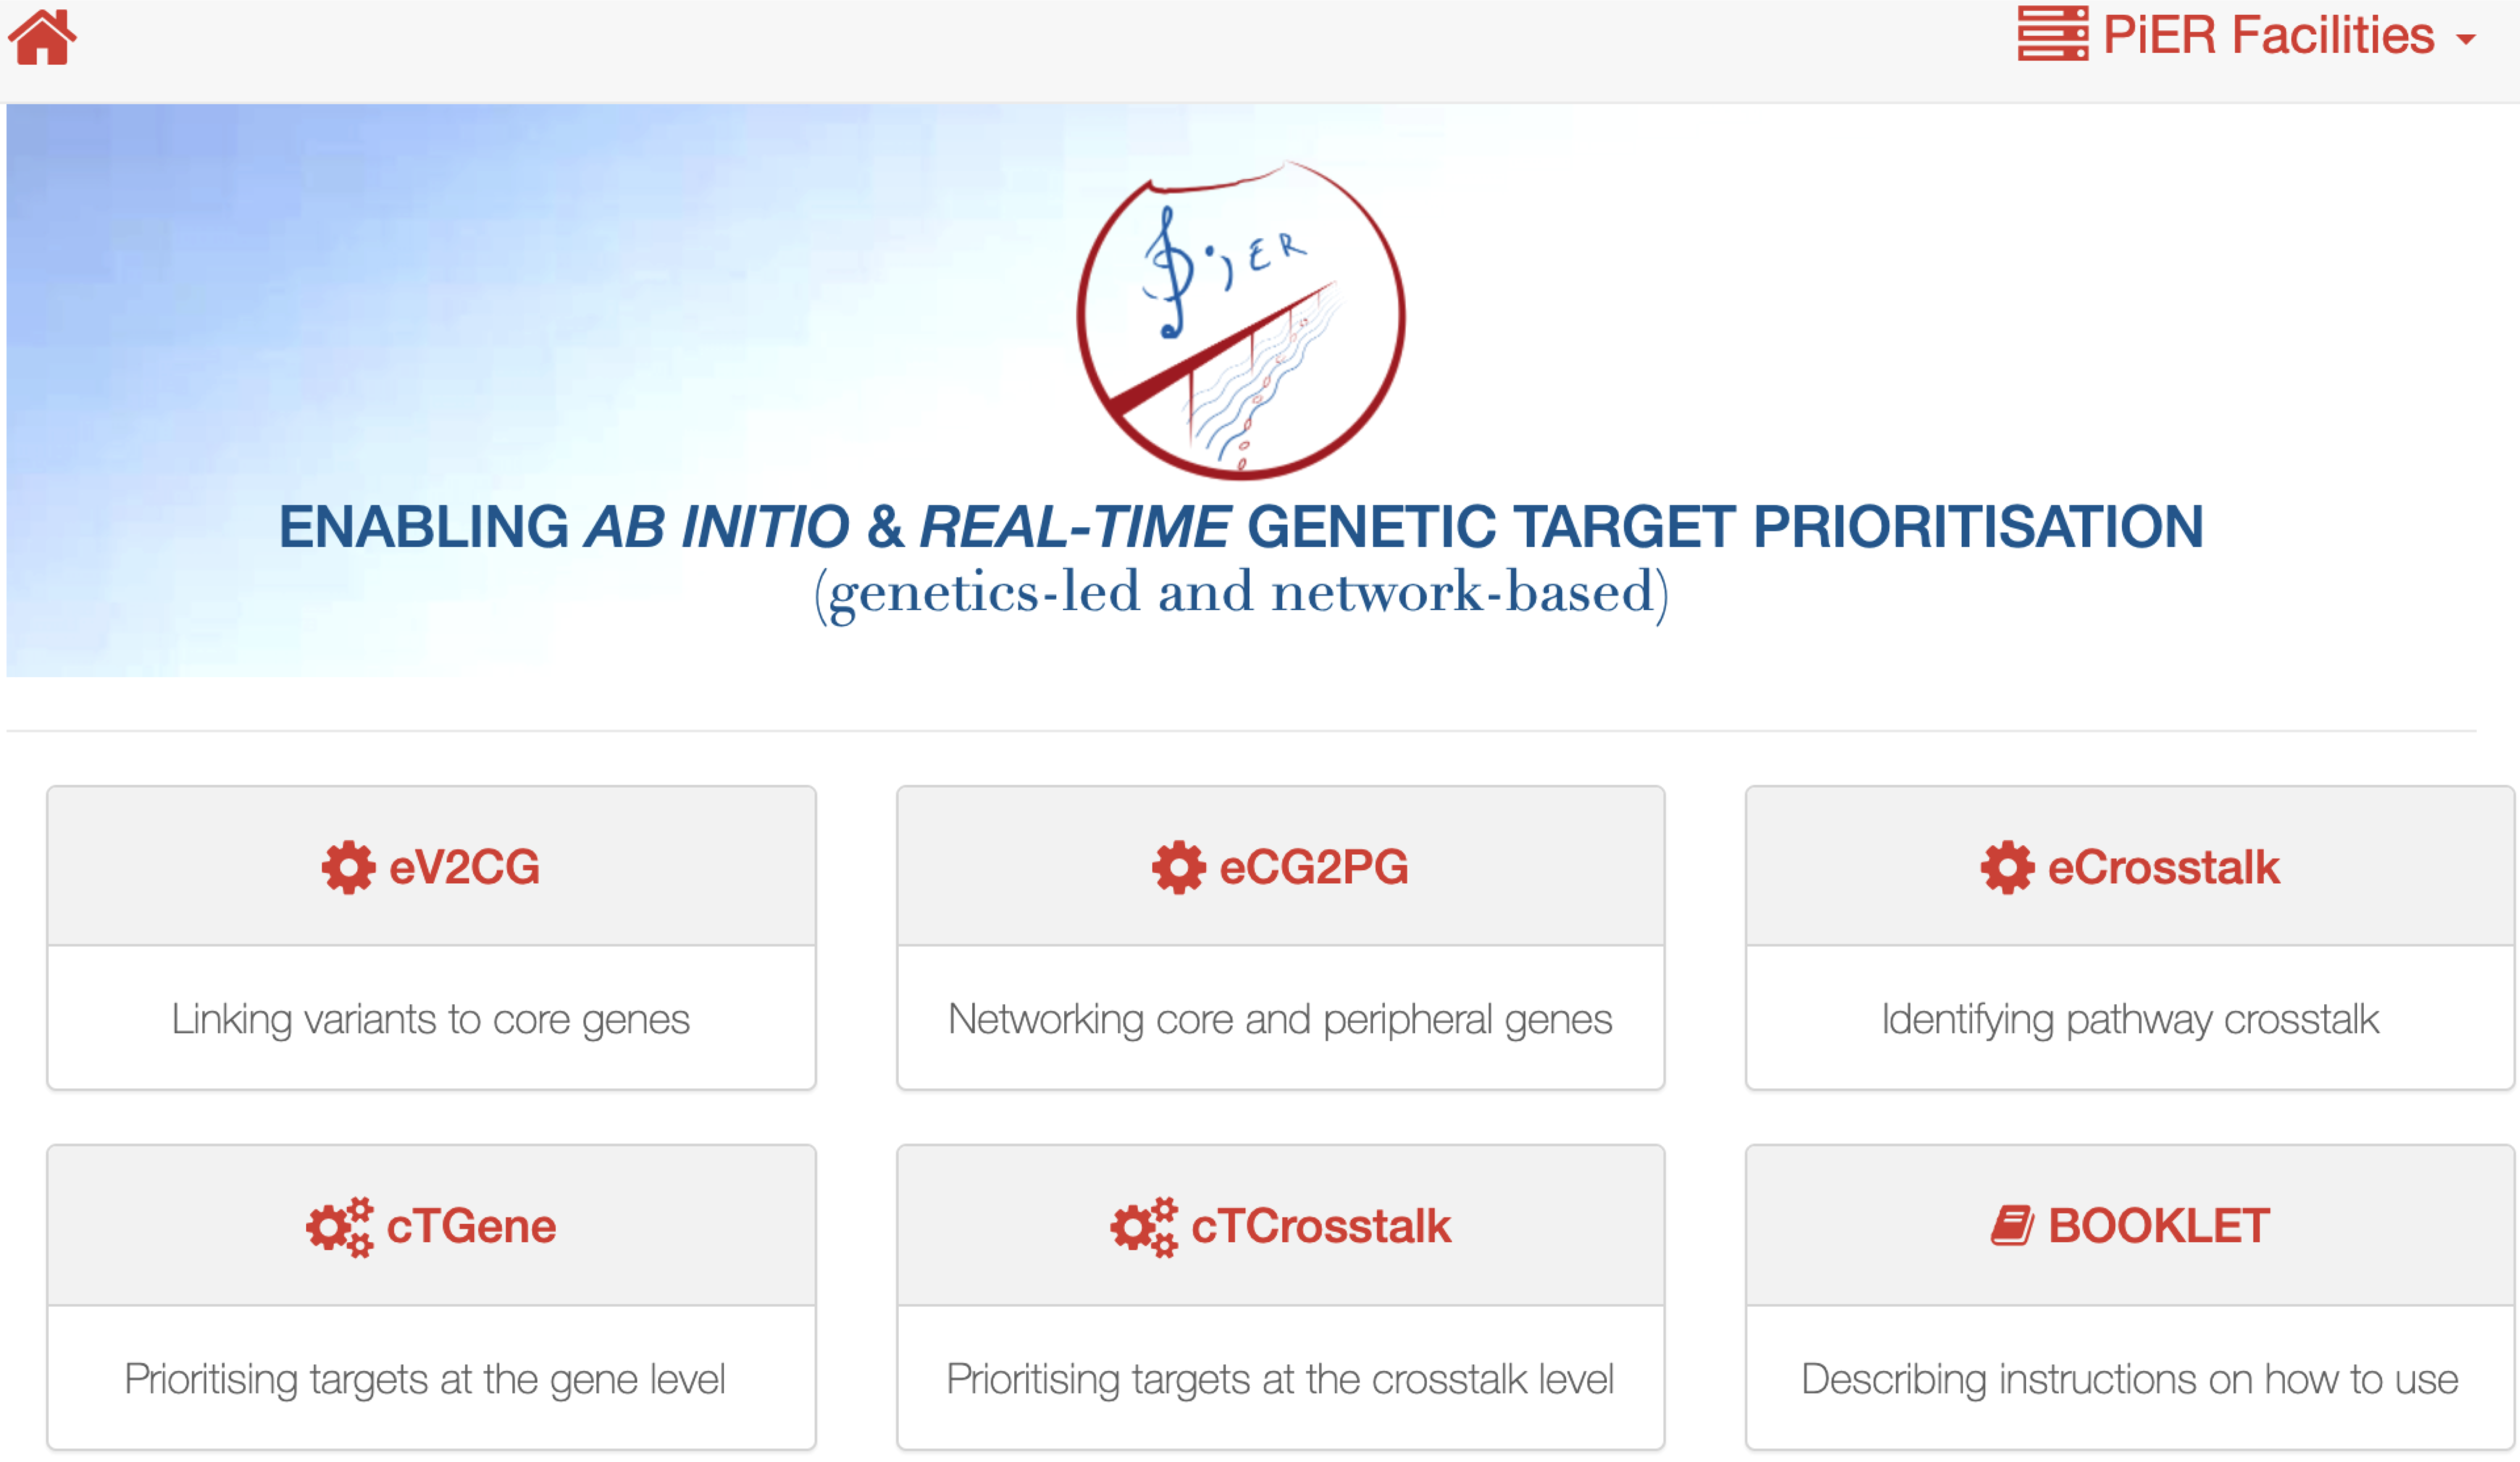 PiER Facilities
PiER
ENABLING AB INITIO & REAL-TIME GENETIC TARGET PRIORITISATION
(genetics-led and network-based)
eV2CG
Linking variants to core genes
eCG2PG
Networking core and peripheral genes
eCrosstalk
Identifying pathway crosstalk
cTGene
Prioritising targets at the gene level
cTCrosstalk
Prioritising targets at the crosstalk level
BOOKLET
Describing instructions on how to use